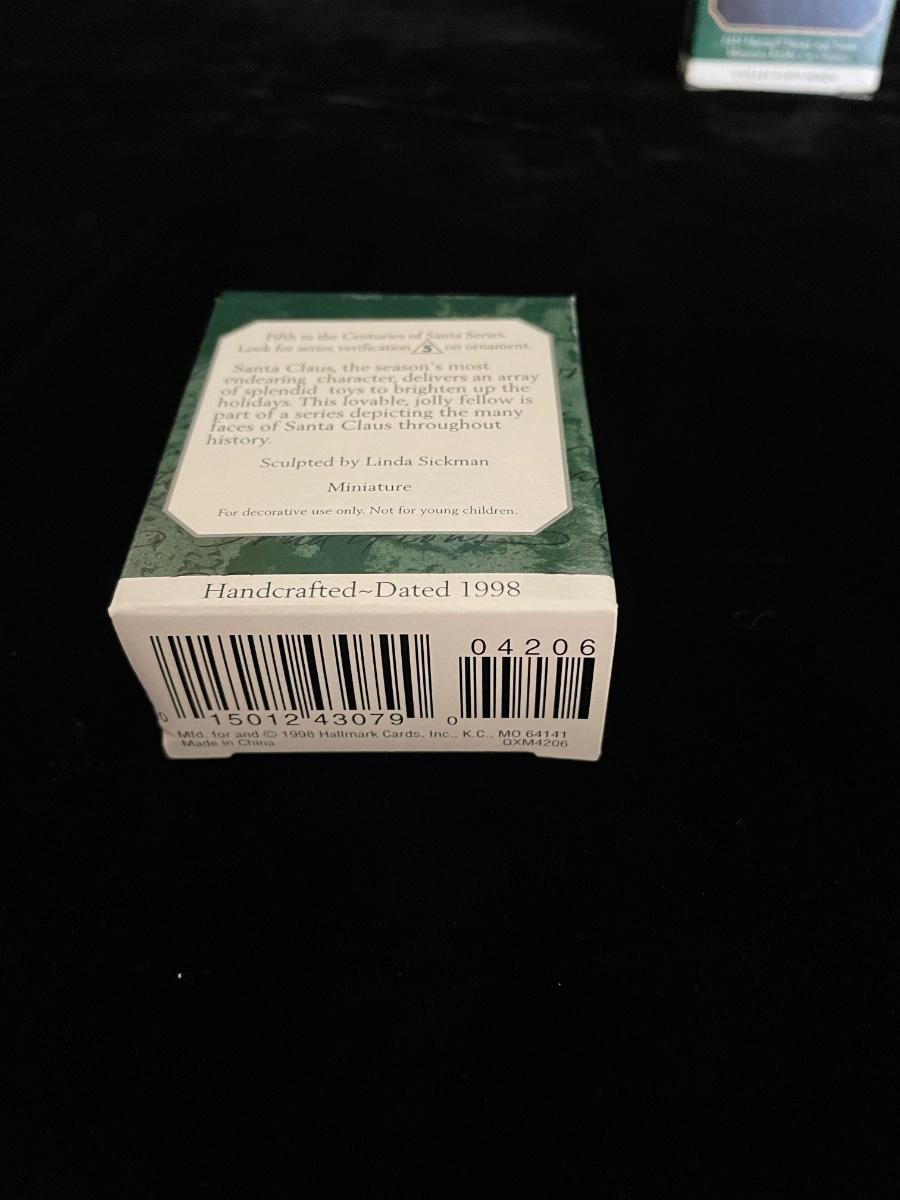 Fifth in the Centuries of Santa Series.
Look for series verification 5 on ornament.
Santa Claus, the season's most
endearing character, delivers an array
of splendid toys to brighten up the
holidays. This lovable, jolly fellow is
part of a series depicting the many
faces of Santa Claus throughout
history.
Sculpted by Linda Sickman
Miniature
For decorative use only. Not for young children.
Handcrafted~Dated 1998
04206
0 15012 43079 0
Mfd. for and © 1998 Hallmark Cards, Inc., K.C., MO 64141
Made in China QXM4206